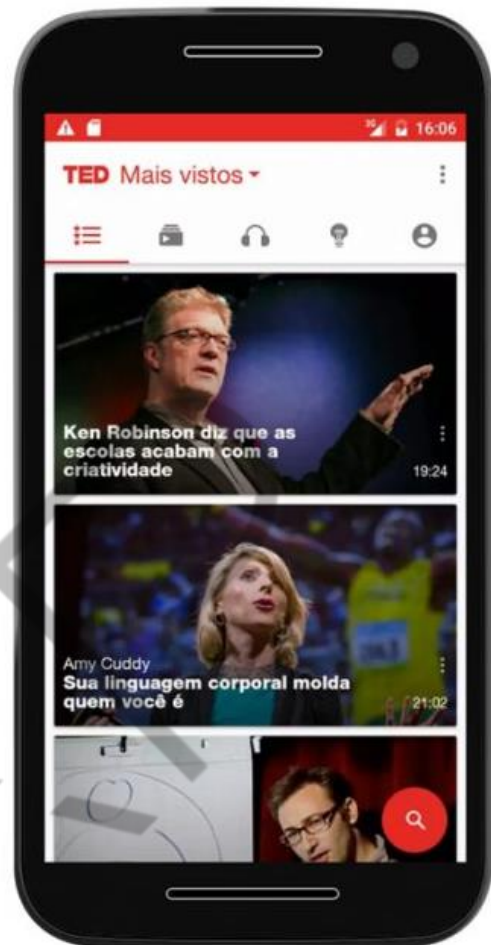 3G 16:06
TED Mais vistos
Ken Robinson diz que as
escolas acabam com a
criatividade
19:24
Amy Cuddy
Sua linguagem corporal molda
quem você é
21:02